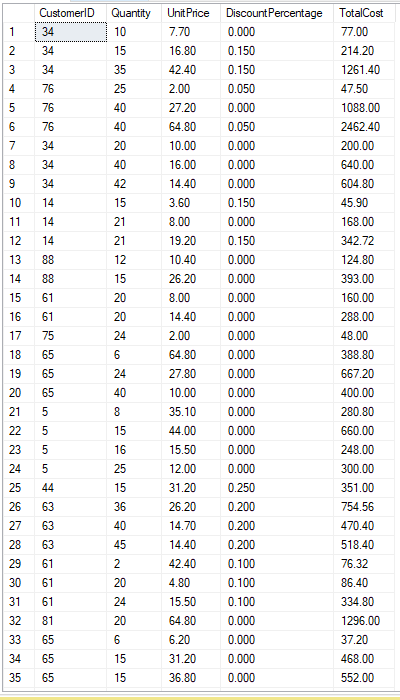 CustomerID Quantity UnitPrice DiscountPercentage TotalCost
1 34 10 7.70 0.000 77.00
2 34 15 16.80 0.150 214.20
3 34 35 42.40 0.150 1261.40
4 76 25 2.00 0.050 47.50
5 76 40 27.20 0.000 1088.00
6 76 40 64.80 0.050 2462.40
7 34 20 10.00 0.000 200.00
8 34 40 16.00 0.000 640.00
9 34 42 14.40 0.000 604.80
10 14 15 3.60 0.150 45.90
11 14 21 8.00 0.000 168.00
12 14 21 19.20 0.150 342.72
13 88 12 10.40 0.000 124.80
14 88 15 26.20 0.000 393.00
15 61 20 8.00 0.000 160.00
16 61 20 14.40 0.000 288.00
17 75 24 2.00 0.000 48.00
18 65 6 64.80 0.000 388.80
19 65 24 27.80 0.000 667.20
20 65 40 10.00 0.000 400.00
21 5 8 35.10 0.000 280.80
22 5 15 44.00 0.000 660.00
23 5 16 15.50 0.000 248.00
24 5 25 12.00 0.000 300.00
25 44 15 31.20 0.250 351.00
26 63 36 26.20 0.200 754.56
27 63 40 14.70 0.200 470.40
28 63 45 14.40 0.200 518.40
29 61 2 42.40 0.100 76.32
30 61 20 4.80 0.100 86.40
31 61 24 15.50 0.100 334.80
32 81 20 64.80 0.000 1296.00
33 65 6 6.20 0.000 37.20
34 65 15 31.20 0.000 468.00
35 65 15 36.80 0.000 552.00